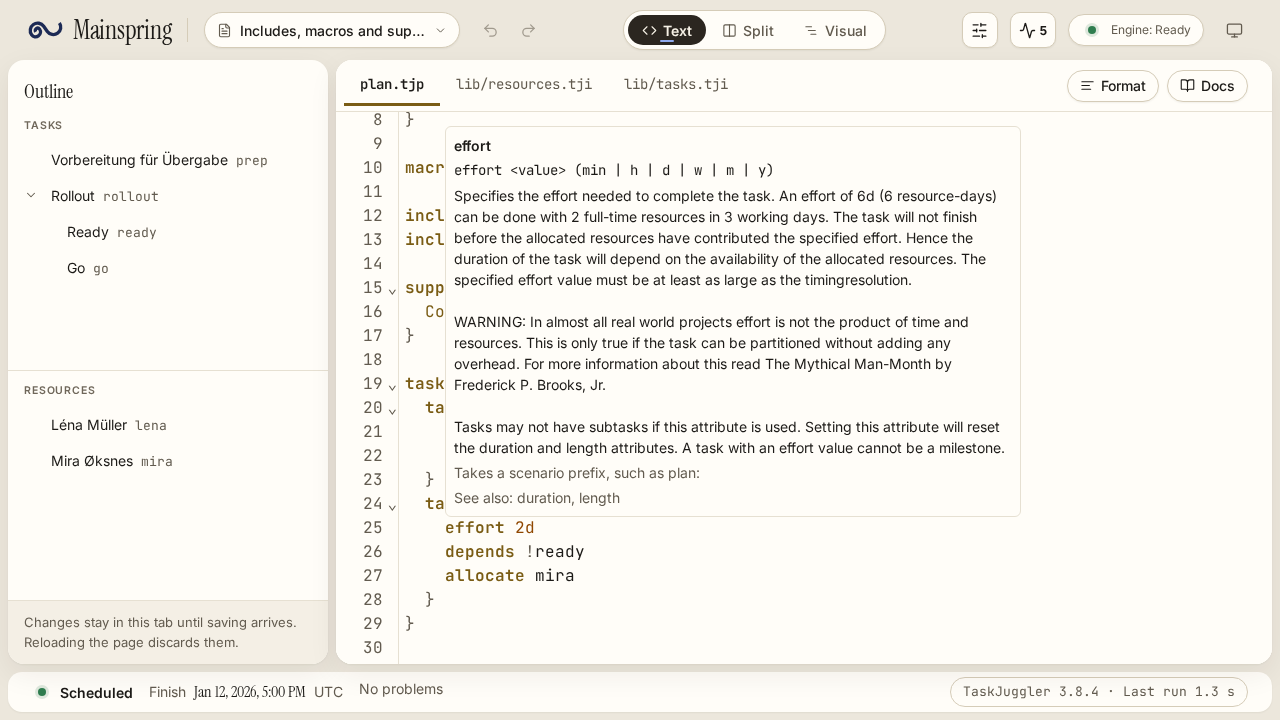 Mainspring
Includes, macros and sup...
Text
Split
Visual
5
Engine: Ready
Outline
TASKS
Vorbereitung für Übergabe prep
Rollout rollout
Ready ready
Go go
RESOURCES
Léna Müller lena
Mira Øksnes mira
Changes stay in this tab until saving arrives.
Reloading the page discards them.
plan.tjp
lib/resources.tji
lib/tasks.tji
Format
Docs
8 }
9
10 macr
11
12 incl
13 incl
14
15 supp
16 Co
17 }
18
19 task
20 ta
21
22
23 }
24 ta
25 effort 2d
26 depends !ready
27 allocate mira
28 }
29 }
30
effort
effort <value> (min | h | d | w | m | y)
Specifies the effort needed to complete the task. An effort of 6d (6 resource-days)
can be done with 2 full-time resources in 3 working days. The task will not finish
before the allocated resources have contributed the specified effort. Hence the
duration of the task will depend on the availability of the allocated resources. The
specified effort value must be at least as large as the timingresolution.
WARNING: In almost all real world projects effort is not the product of time and
resources. This is only true if the task can be partitioned without adding any
overhead. For more information about this read The Mythical Man-Month by
Frederick P. Brooks, Jr.
Tasks may not have subtasks if this attribute is used. Setting this attribute will reset
the duration and length attributes. A task with an effort value cannot be a milestone.
Takes a scenario prefix, such as plan:
See also: duration, length
Scheduled
Finish Jan 12, 2026, 5:00 PM UTC
No problems
TaskJuggler 3.8.4 · Last run 1.3 s